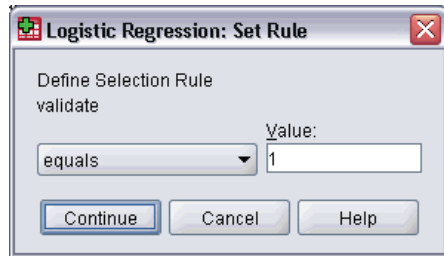 Logistic Regression: Set Rule
Define Selection Rule
validate
Value:
equals
1
Continue
Cancel
Help